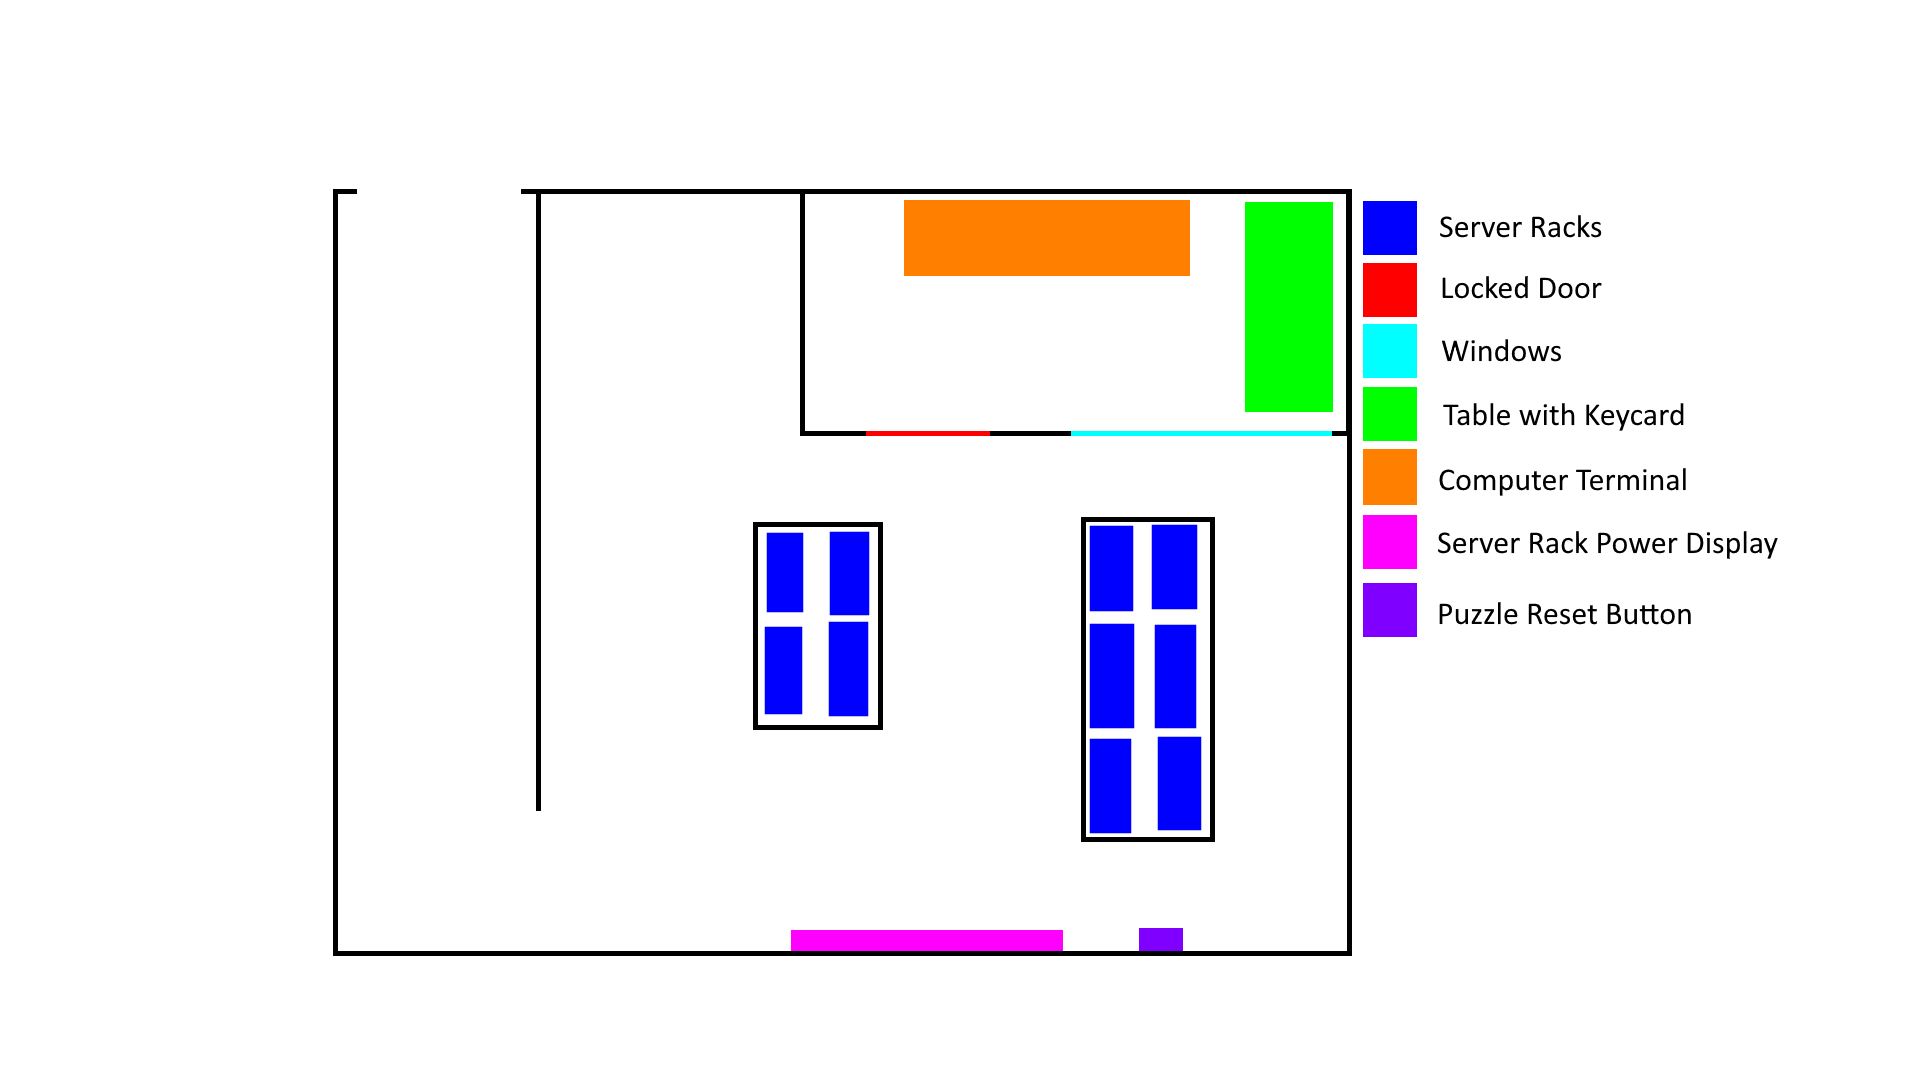 Server Racks
Locked Door
Windows
Table with Keycard
Computer Terminal
Server Rack Power Display
Puzzle Reset Button